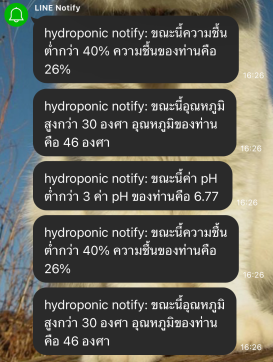 LINE Notify
hydroponic notify: ขณะนี้ความชื้น
ต่ำกว่า 40% ความชื้นของท่านคือ
26%
16:26
hydroponic notify: ขณะนี้อุณหภูมิ
สูงกว่า 30 องศา อุณหภูมิของท่าน
คือ 46 องศา
16:26
hydroponic notify: ขณะนี้ค่า pH
ต่ำกว่า 3 ค่า pH ของท่านคือ 6.77
16:26
hydroponic notify: ขณะนี้ความชื้น
ต่ำกว่า 40% ความชื้นของท่านคือ
26%
16:26
hydroponic notify: ขณะนี้อุณหภูมิ
สูงกว่า 30 องศา อุณหภูมิของท่าน
คือ 46 องศา
16:26